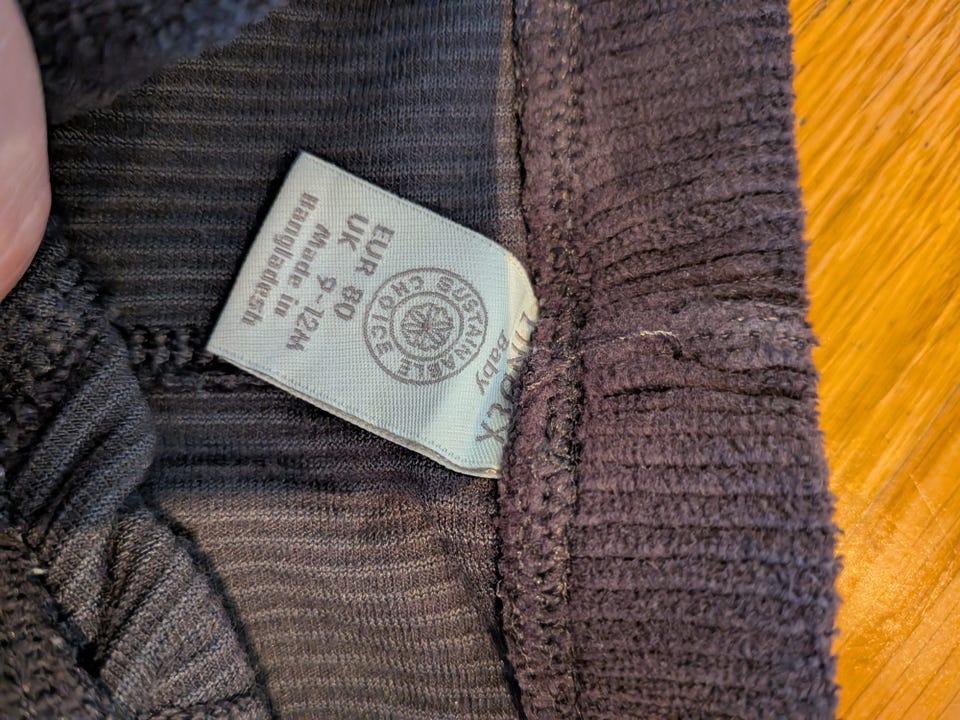 LINDEX
Baby
SUSTAINABLE CHOICE
EUR 80
UK 9-12M
Made in
Bangladesh